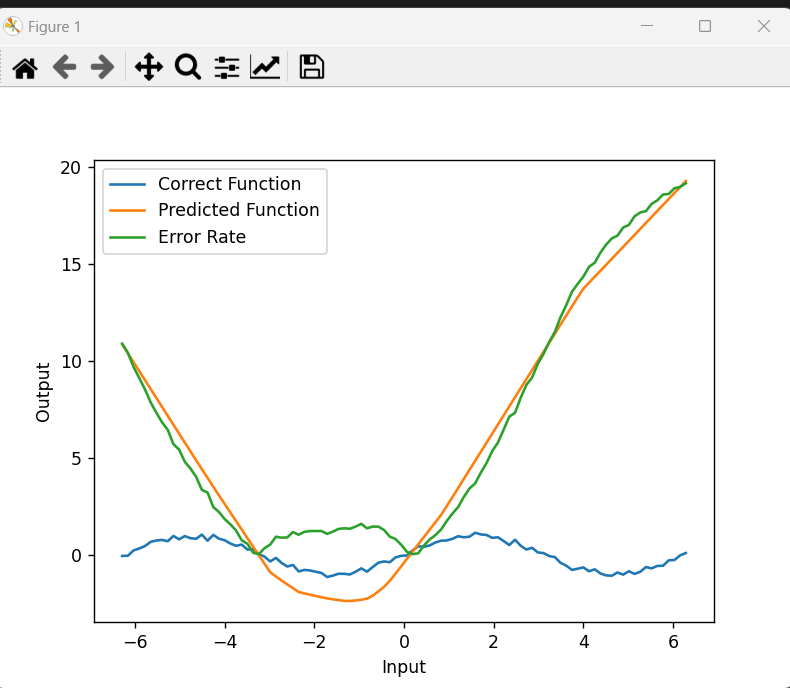 Figure 1
20
15
10
5
0
−6
−4
−2
0
2
4
6
Correct Function
Predicted Function
Error Rate
Output
Input